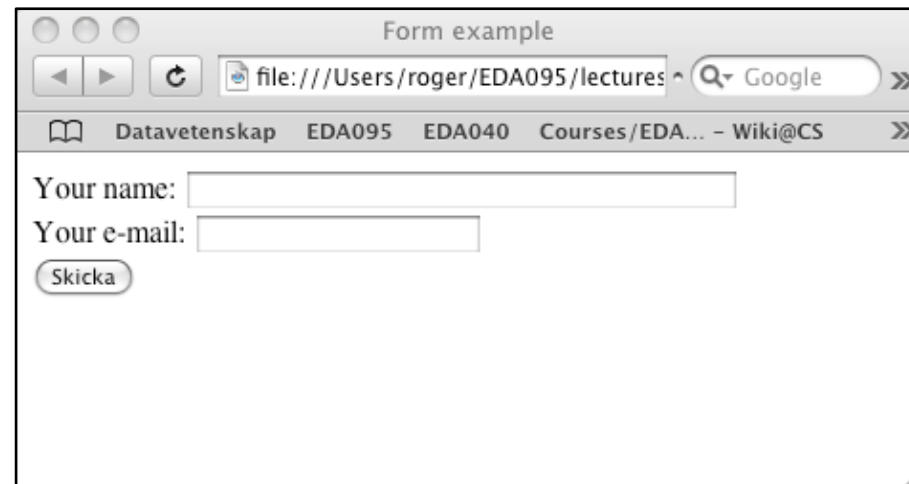 Form example
file:///Users/roger/EDA095/lectures Google
Datavetenskap EDA095 EDA040 Courses/EDA... – Wiki@CS
Your name:
Your e-mail:
Skicka